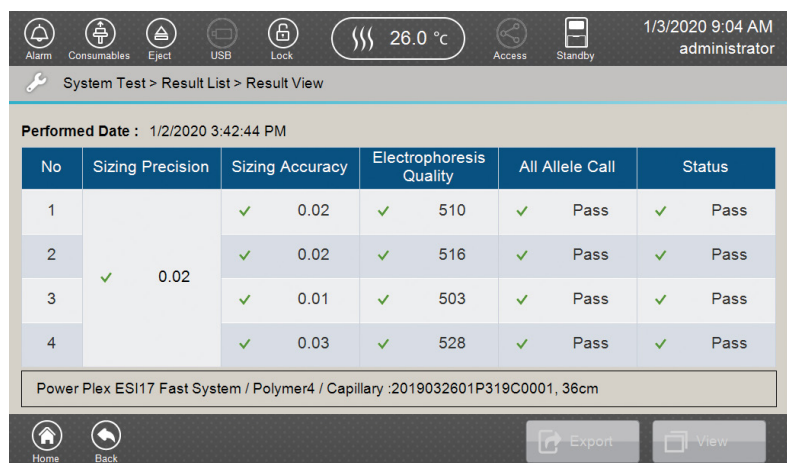 26.0 °c
1/3/2020 9:04 AM
administrator
Alarm Consumables Eject USB Lock Access Standby
System Test > Result List > Result View
Performed Date : 1/2/2020 3:42:44 PM
No Sizing Precision Sizing Accuracy Electrophoresis Quality All Allele Call Status
1 0.02 510 Pass Pass
2 0.02 516 Pass Pass
0.02
3 0.01 503 Pass Pass
4 0.03 528 Pass Pass
Power Plex ESI17 Fast System / Polymer4 / Capillary :2019032601P319C0001, 36cm
Export View
Home Back